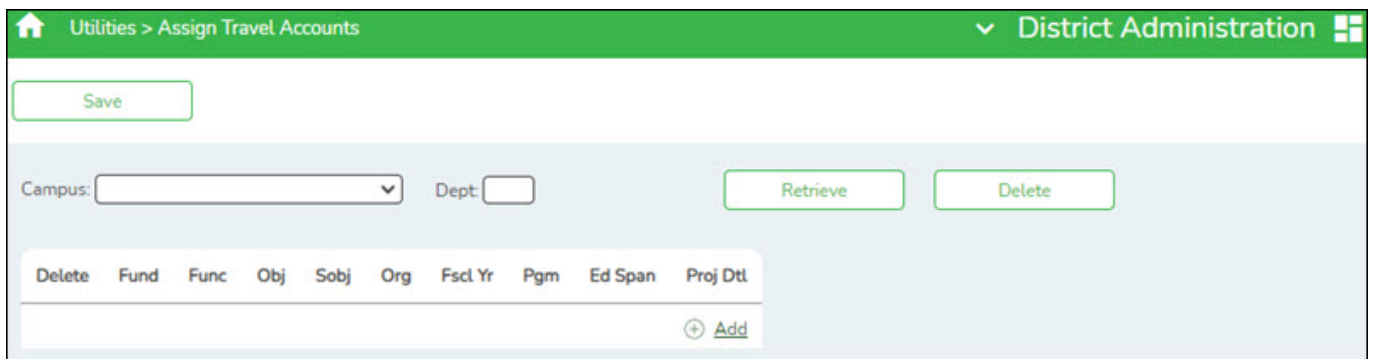 Utilities > Assign Travel Accounts District Administration
Save
Campus: Dept: Retrieve Delete
Delete Fund Func Obj Sobj Org Fscl Yr Pgm Ed Span Proj Dtl
Add